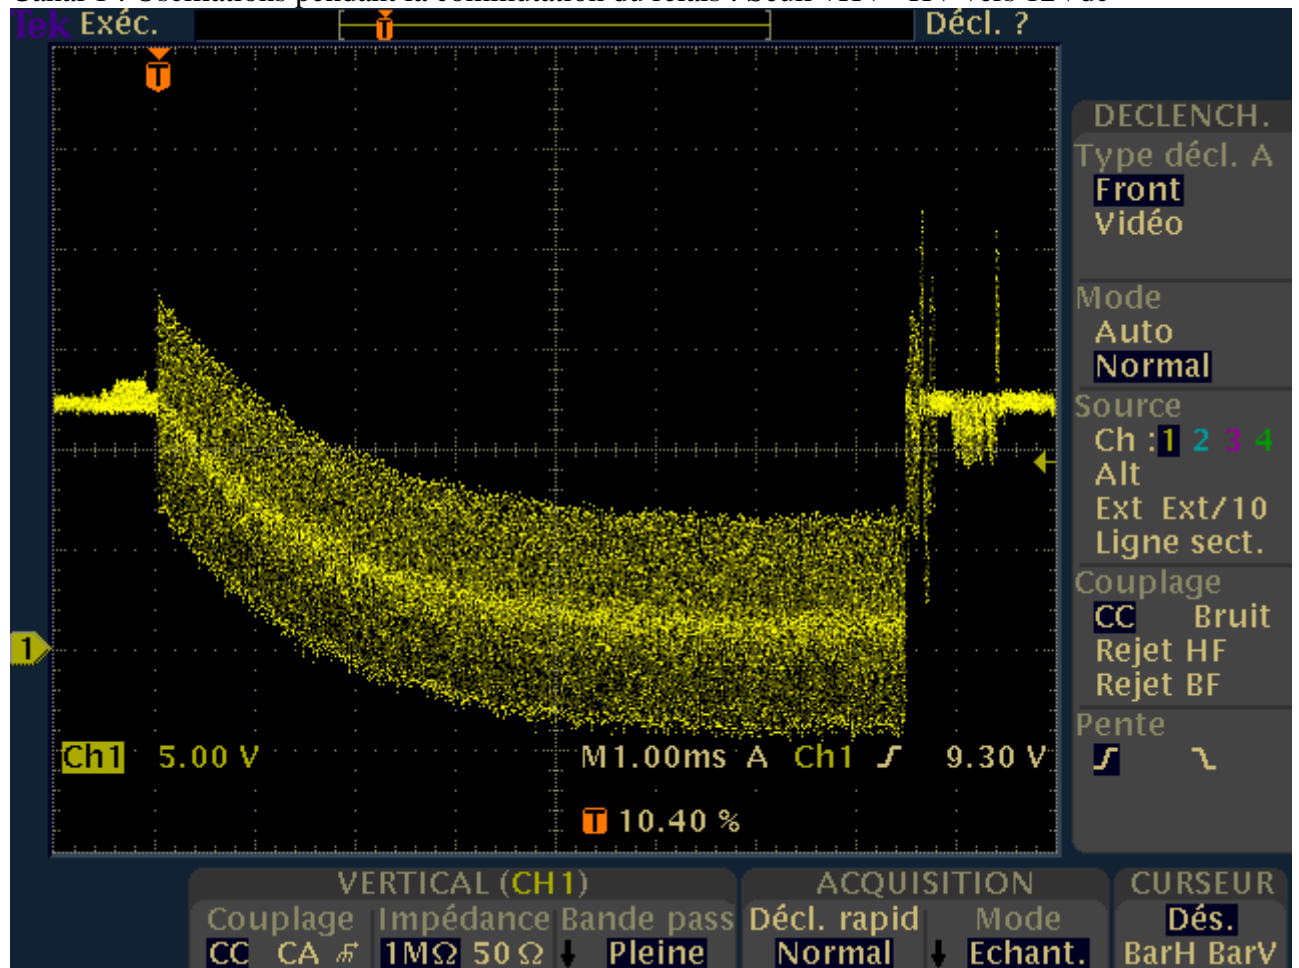 Tek Exéc. Décl. ?
T T
DECLENCH.
Type décl. A
Front
Vidéo
Mode
Auto
Normal
Source
Ch :1 2 3 4
Alt
Ext Ext/10
Ligne sect.
Couplage
CC Bruit
Rejet HF
Rejet BF
Pente
1
Ch1 5.00 V M1.00ms A Ch1 9.30 V
T 10.40 %
VERTICAL (CH1) ACQUISITION CURSEUR
Couplage Impédance Bande pass Décl. rapid Mode Dés.
CC CA 1MΩ 50 Ω Pleine Normal Echant. BarH BarV